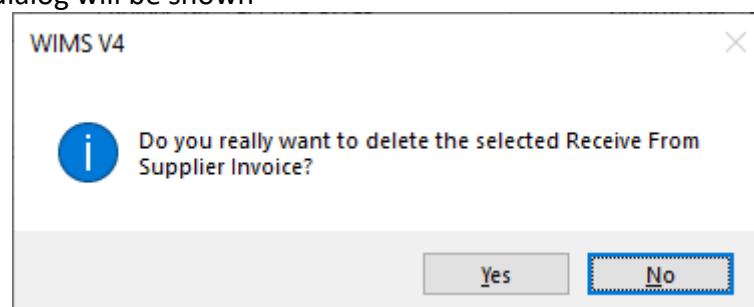 dialog will be shown
WIMS V4
Do you really want to delete the selected Receive From
Supplier Invoice?
Yes
No